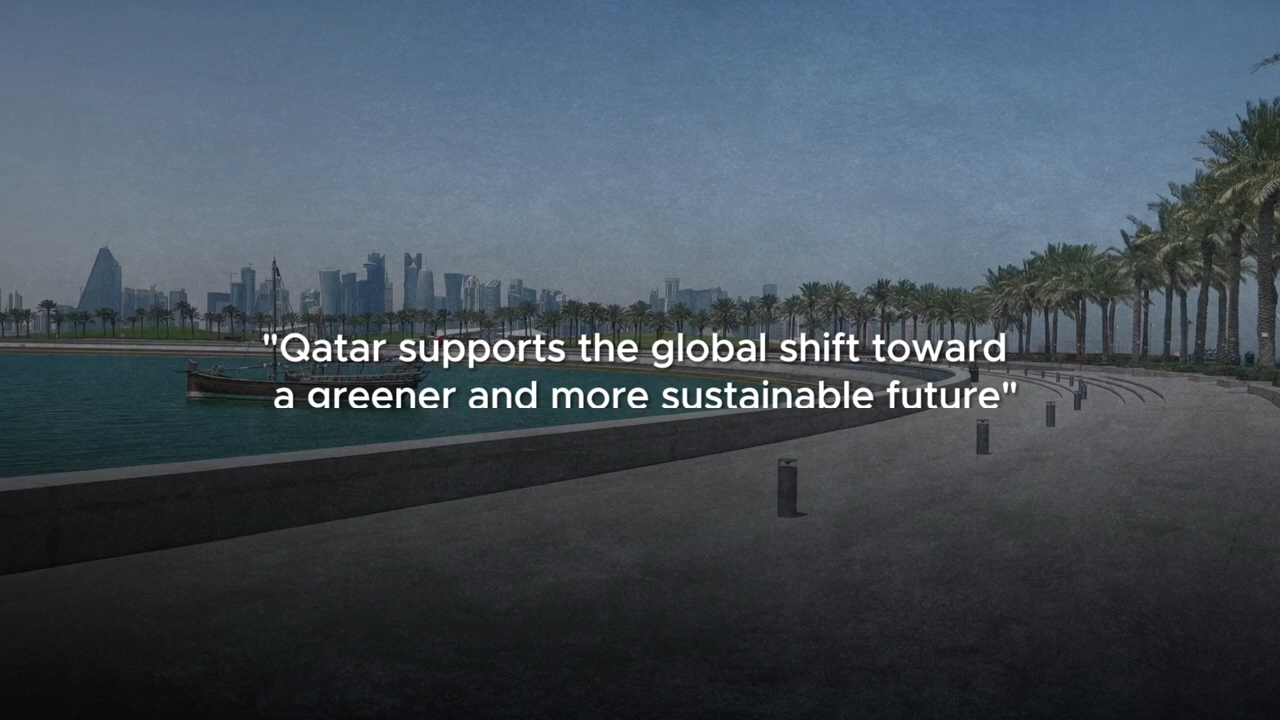 "Qatar supports the global shift toward
a greener and more sustainable future"